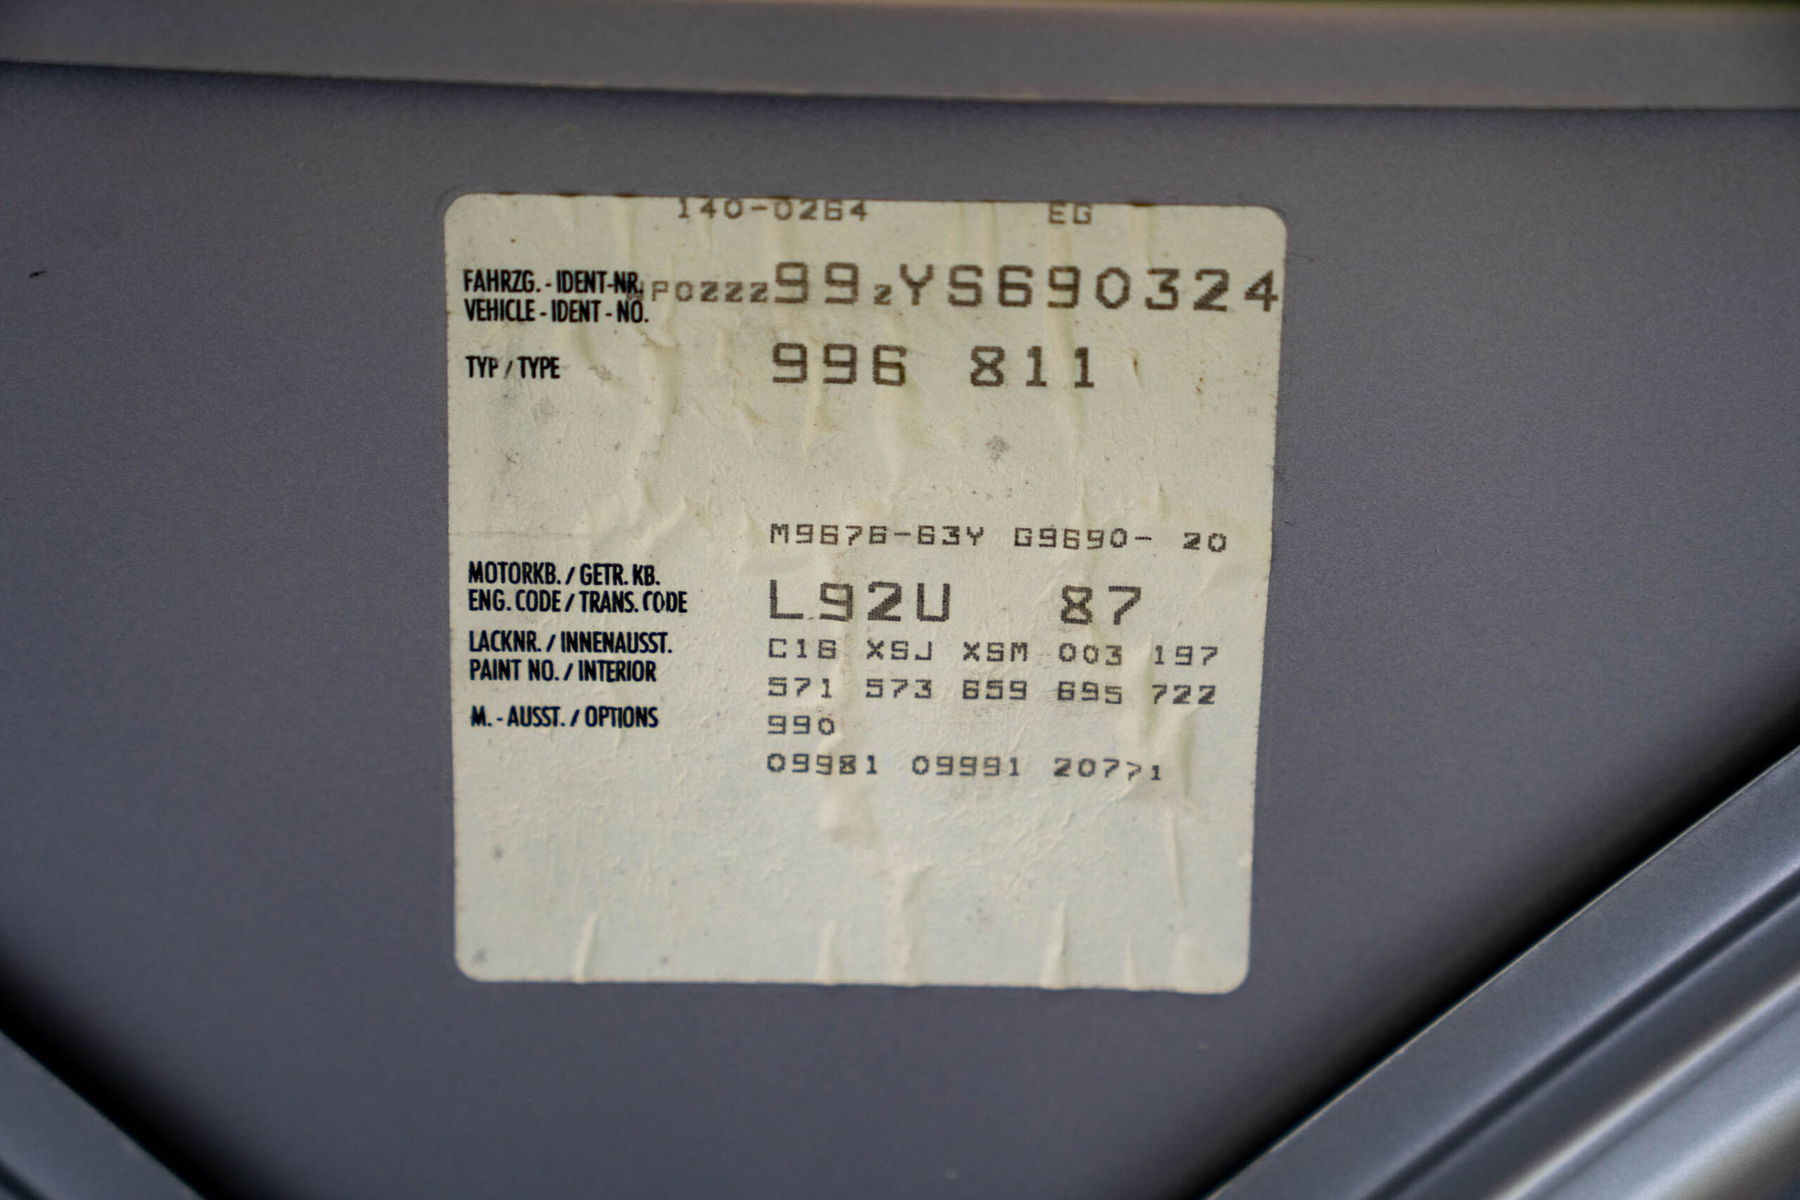 140-0264 EG
FAHRZG.-IDENT-NR. WP0ZZZ99ZYS690324
VEHICLE-IDENT-NO.
TYP/TYPE 996 811
M9676-63Y G9690- 20
MOTORKB./GETR.KB.
ENG.CODE/TRANS.CODE L92U 87
LACKNR./INNENAUSST. C16 XSJ XSM 003 197
PAINT NO./INTERIOR 571 573 659 695 722
M.-AUSST./OPTIONS 990
09981 09991 20771